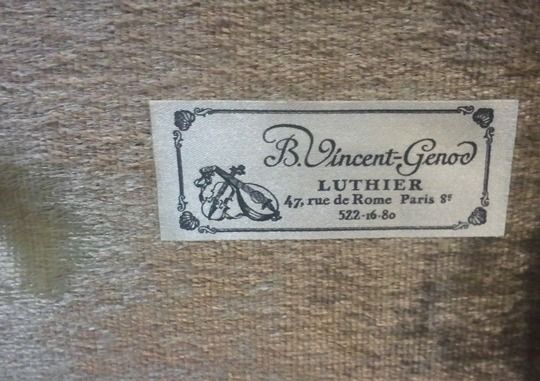 B. Vincent-Genod
LUTHIER
47, rue de Rome Paris 8ᵉ
522-16-80